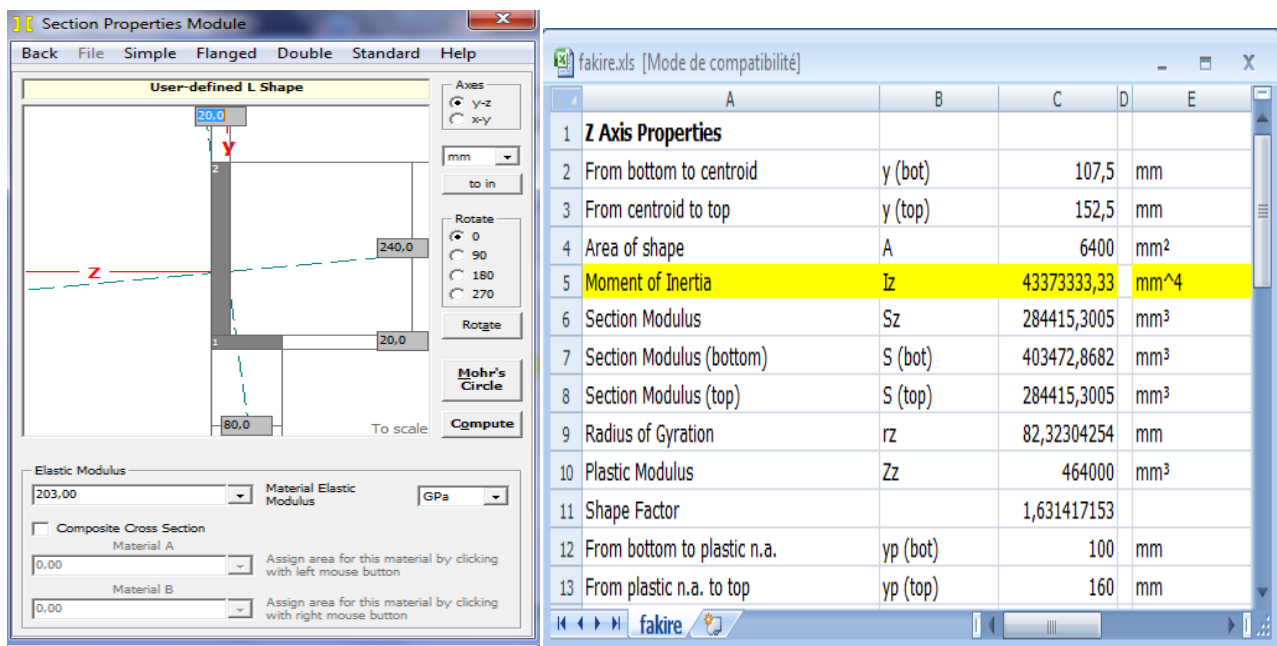 Section Properties Module
Back File Simple Flanged Double Standard Help
User-defined L Shape
20,0
y
2
240,0
z
1
20,0
80,0
To scale
Axes
y-z
x-y
mm
to in
Rotate
0
90
180
270
Rotate
Mohr's
Circle
Compute
Elastic Modulus
203,00
Material Elastic
Modulus
GPa
Composite Cross Section
Material A
0,00
Assign area for this material by clicking
with left mouse button
Material B
0,00
Assign area for this material by clicking
with right mouse button
fakire.xls [Mode de compatibilité]
A B C D E
1 Z Axis Properties
2 From bottom to centroid y (bot) 107,5 mm
3 From centroid to top y (top) 152,5 mm
4 Area of shape A 6400 mm²
5 Moment of Inertia Iz 43373333,33 mm^4
6 Section Modulus Sz 284415,3005 mm³
7 Section Modulus (bottom) S (bot) 403472,8682 mm³
8 Section Modulus (top) S (top) 284415,3005 mm³
9 Radius of Gyration rz 82,32304254 mm
10 Plastic Modulus Zz 464000 mm³
11 Shape Factor 1,631417153
12 From bottom to plastic n.a. yp (bot) 100 mm
13 From plastic n.a. to top yp (top) 160 mm
fakire